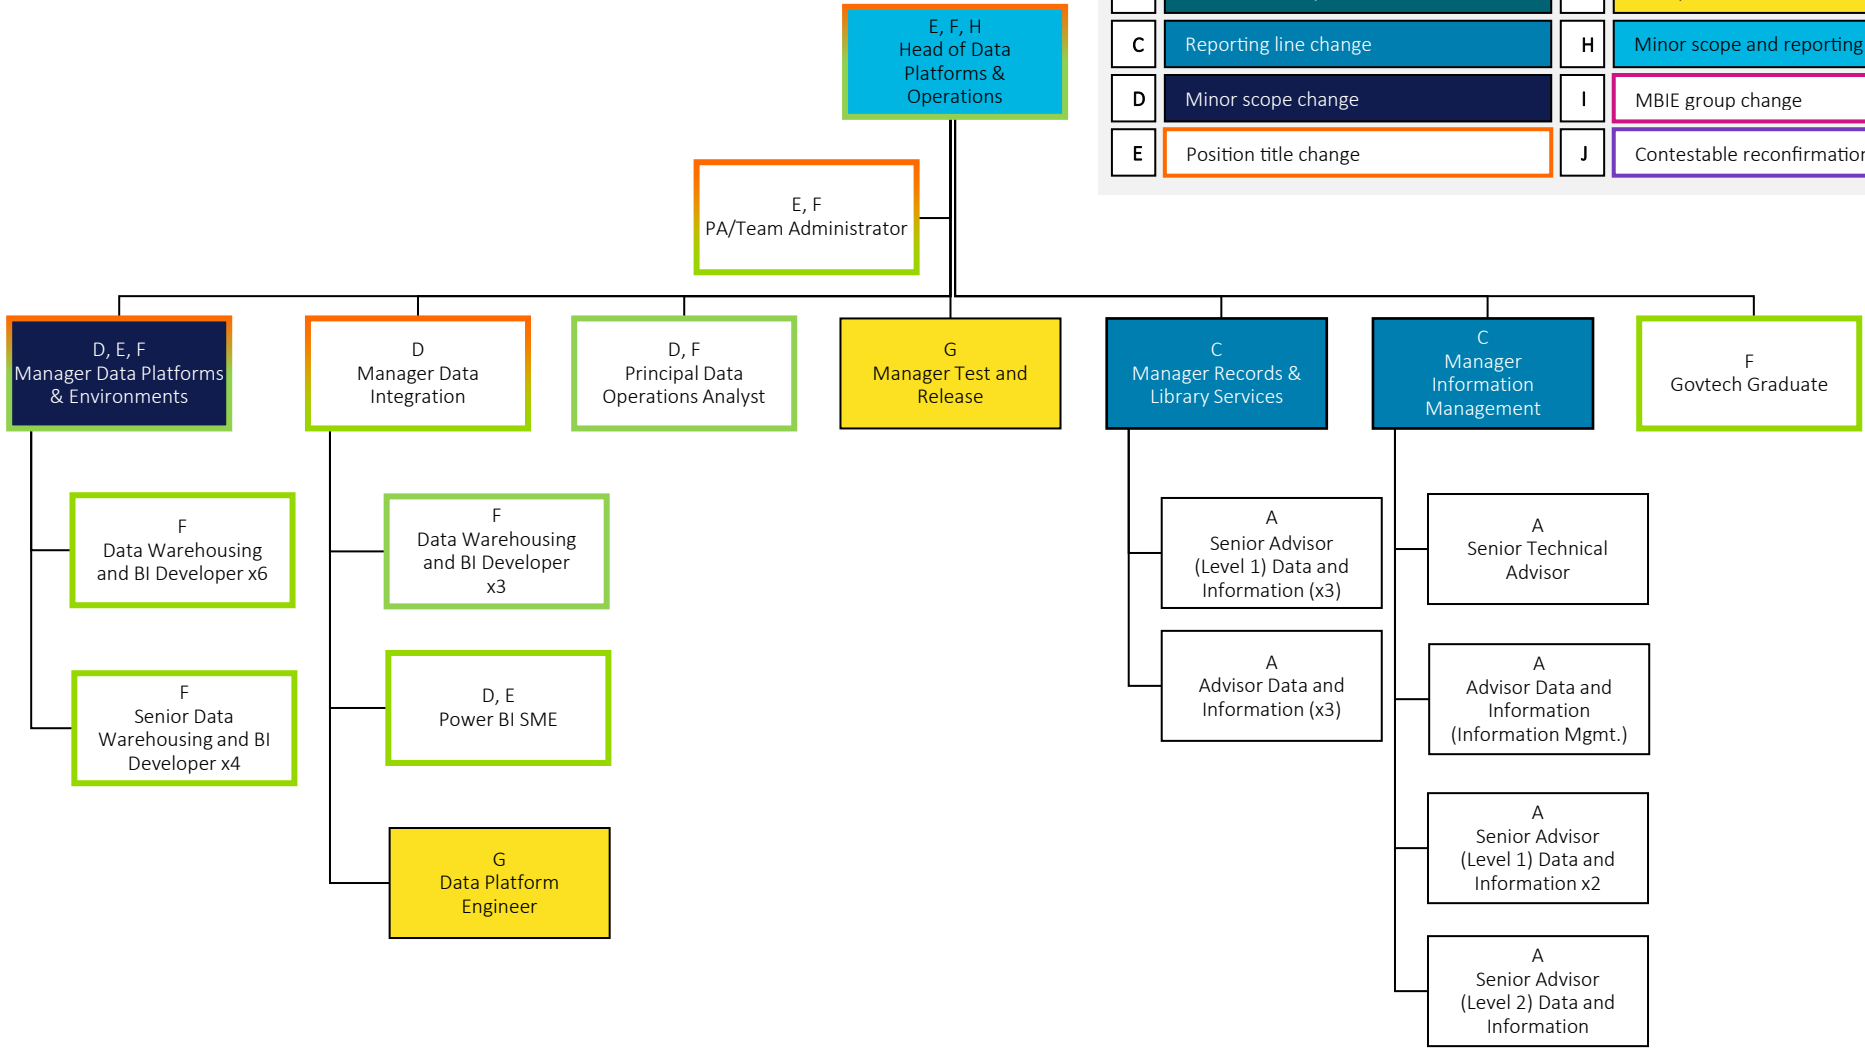 E, F, H
Head of Data
Platforms &
Operations
C
Reporting line change
H
Minor scope and reporting
D
Minor scope change
I
MBIE group change
E
Position title change
J
Contestable reconfirmation
E, F
PA/Team Administrator
D, E, F
Manager Data Platforms
& Environments
D
Manager Data
Integration
D, F
Principal Data
Operations Analyst
G
Manager Test and
Release
C
Manager Records &
Library Services
C
Manager
Information
Management
F
Govtech Graduate
F
Data Warehousing
and BI Developer x6
F
Senior Data
Warehousing and BI
Developer x4
F
Data Warehousing
and BI Developer
x3
D, E
Power BI SME
G
Data Platform
Engineer
A
Senior Advisor
(Level 1) Data and
Information (x3)
A
Advisor Data and
Information (x3)
A
Senior Technical
Advisor
A
Advisor Data and
Information
(Information Mgmt.)
A
Senior Advisor
(Level 1) Data and
Information x2
A
Senior Advisor
(Level 2) Data and
Information